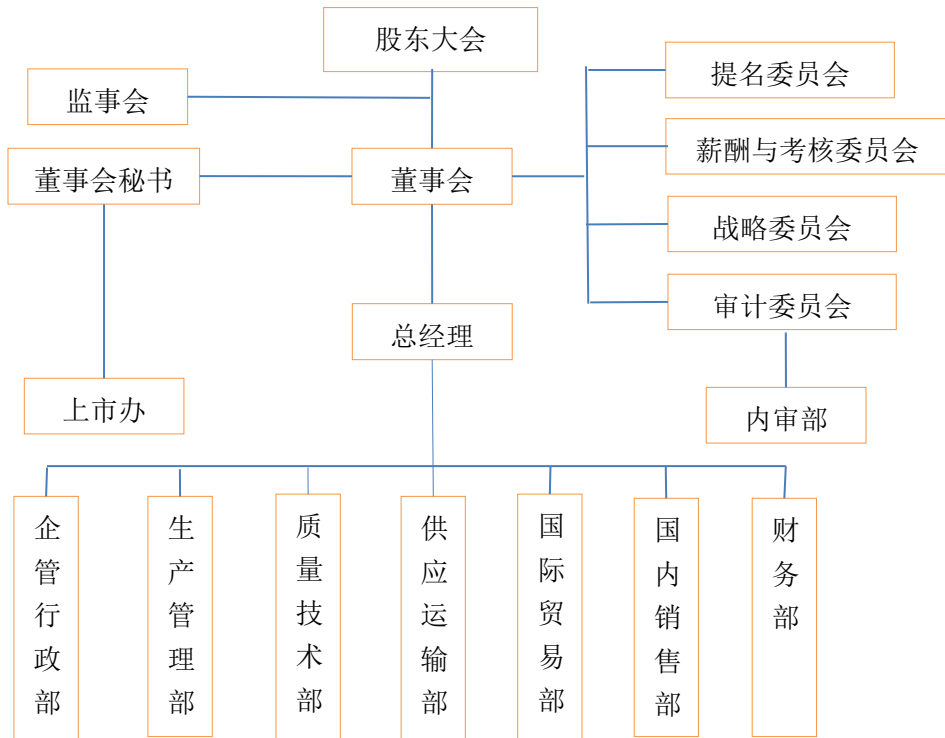 股东大会
提名委员会
监事会
薪酬与考核委员会
董事会秘书
董事会
战略委员会
审计委员会
总经理
上市办
内审部
企管行政部
生产管理部
质量技术部
供应运输部
国际贸易部
国内销售部
财务部